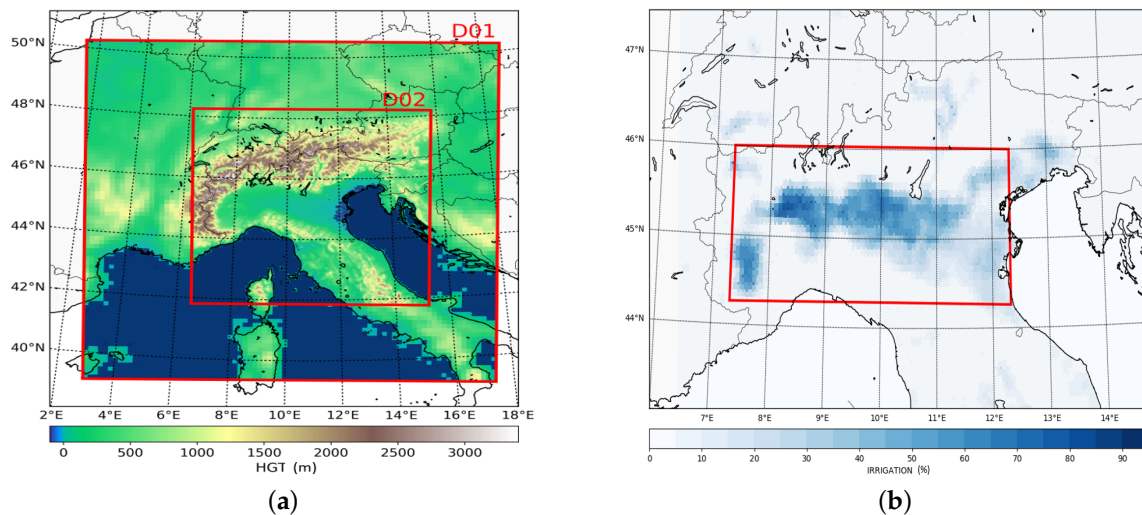 D01
D02
50°N
48°N
46°N
44°N
42°N
40°N
2°E 4°E 6°E 8°E 10°E 12°E 14°E 16°E 18°E
0 500 1000 1500 2000 2500 3000
HGT (m)
(a)
47°N
46°N
45°N
44°N
7°E 8°E 9°E 10°E 11°E 12°E 13°E 14°E
0 10 20 30 40 50 60 70 80 90
IRRIGATION (%)
(b)